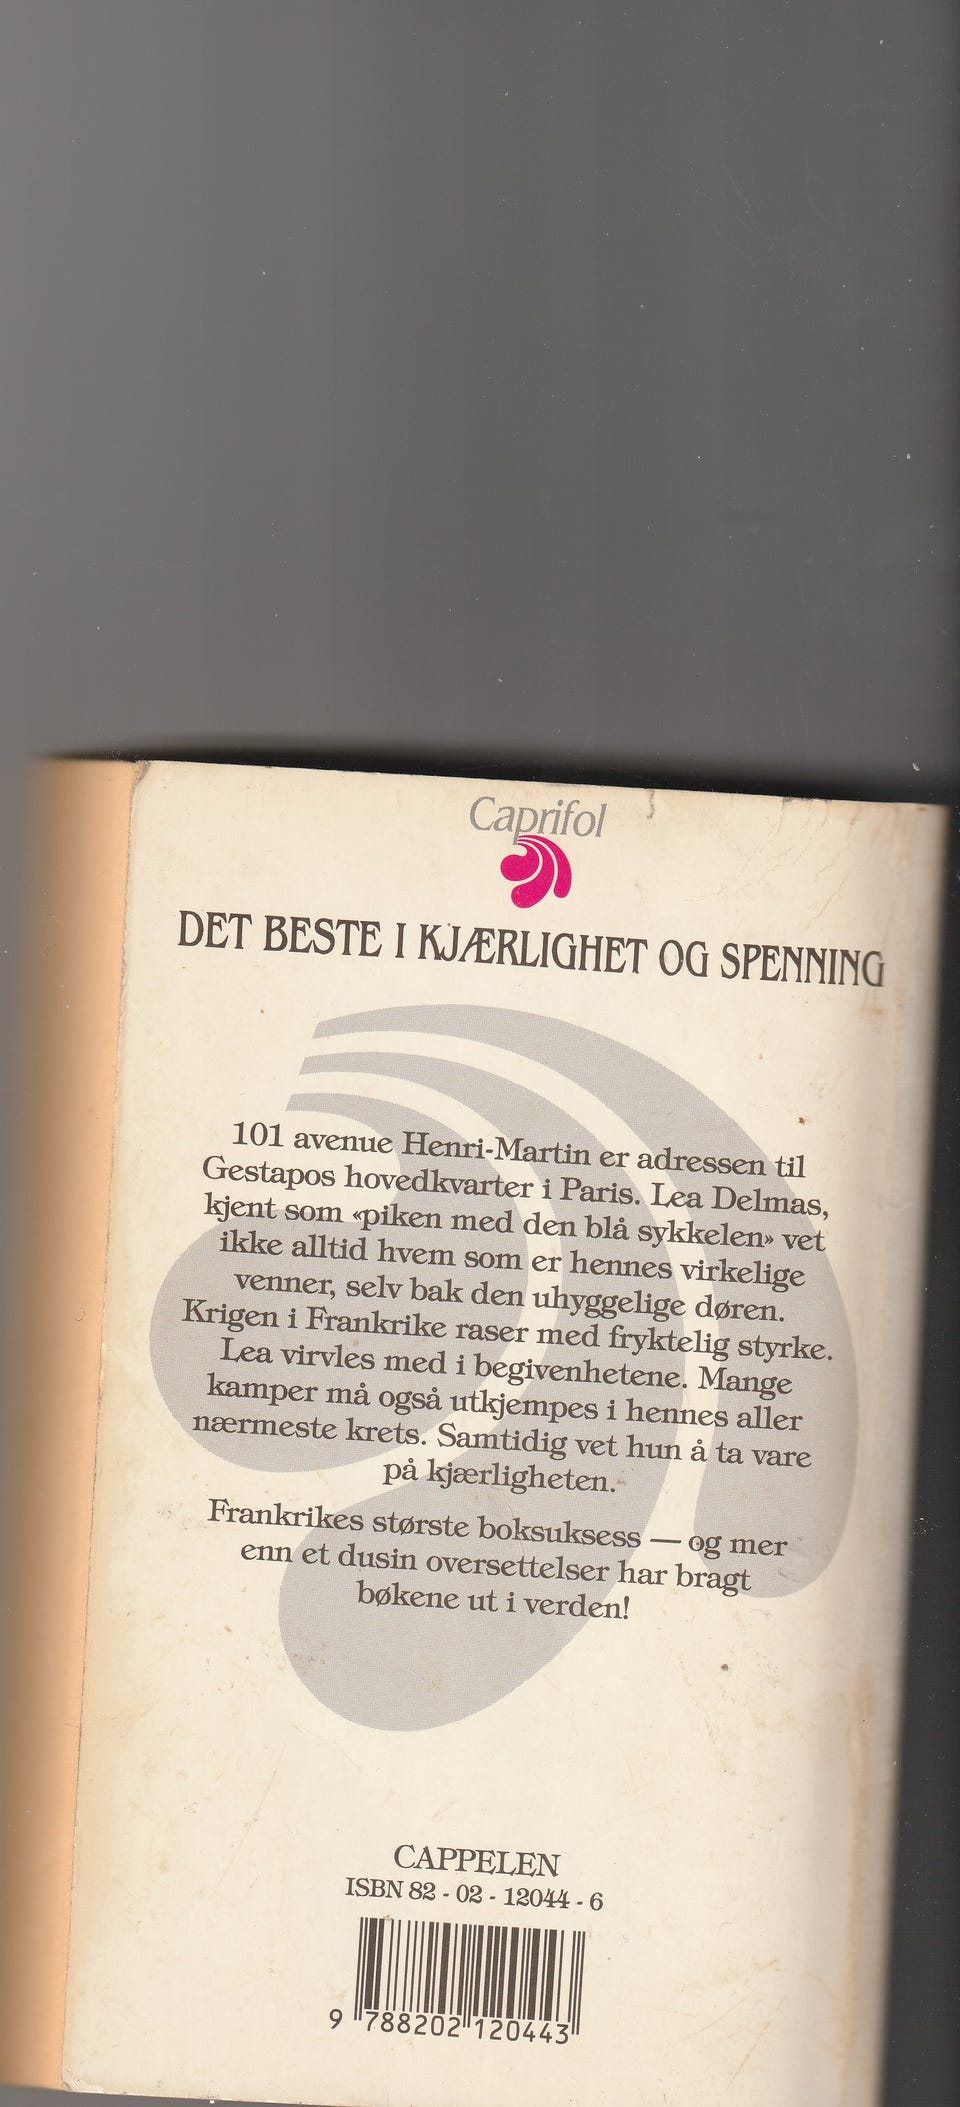 Caprifol
DET BESTE I KJÆRLIGHET OG SPENNING
101 avenue Henri-Martin er adressen til
Gestapos hovedkvarter i Paris. Lea Delmas,
kjent som «piken med den blå sykkelen» vet
ikke alltid hvem som er hennes virkelige
venner, selv bak den uhyggelige døren.
Krigen i Frankrike raser med fryktelig styrke.
Lea virvles med i begivenhetene. Mange
kamper må også utkjempes i hennes aller
nærmeste krets. Samtidig vet hun å ta vare
på kjærligheten.
Frankrikes største boksuksess — og mer
enn et dusin oversettelser har bragt
bøkene ut i verden!
CAPPELEN
ISBN 82 - 02 - 12044 - 6
9 788202 120443